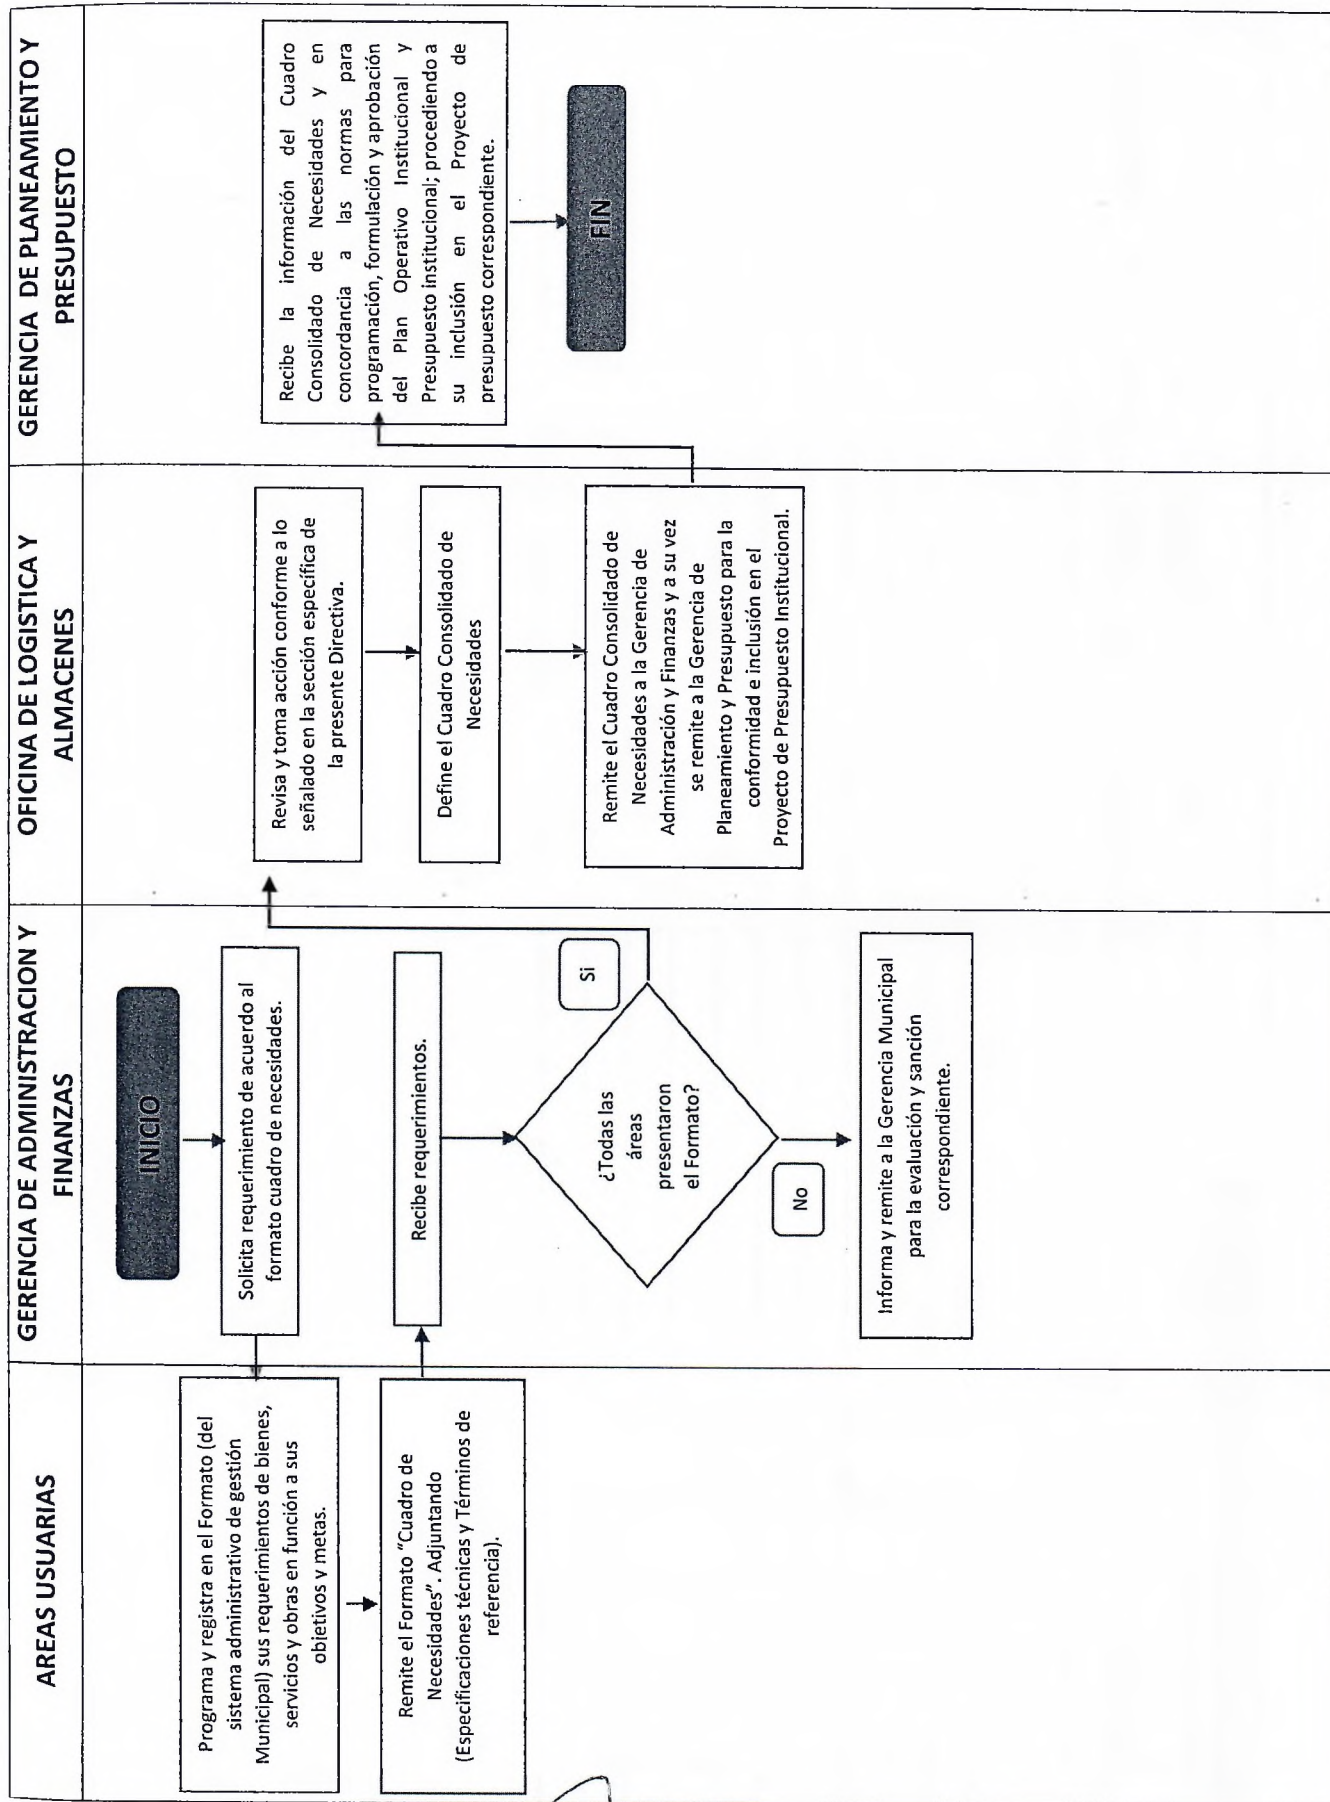 AREAS USUARIAS
GERENCIA DE ADMINISTRACION Y
FINANZAS
OFICINA DE LOGISTICA Y
ALMACENES
GERENCIA DE PLANEAMIENTO Y
PRESUPUESTO
INICIO
Solicita requerimiento de acuerdo al
formato cuadro de necesidades.
Programa y registra en el Formato (del
sistema administrativo de gestión
Municipal) sus requerimientos de bienes,
servicios y obras en función a sus
objetivos y metas.
Remite el Formato "Cuadro de
Necesidades". Adjuntando
(Especificaciones técnicas y Términos de
referencia).
Recibe requerimientos.
¿Todas las
áreas
presentaron
el Formato?
Si
No
Informa y remite a la Gerencia Municipal
para la evaluación y sanción
correspondiente.
Revisa y toma acción conforme a lo
señalado en la sección específica de
la presente Directiva.
Define el Cuadro Consolidado de
Necesidades
Remite el Cuadro Consolidado de
Necesidades a la Gerencia de
Administración y Finanzas y a su vez
se remite a la Gerencia de
Planeamiento y Presupuesto para la
conformidad e inclusión en el
Proyecto de Presupuesto Institucional.
Recibe la información del Cuadro
Consolidado de Necesidades y en
concordancia a las normas para
programación, formulación y aprobación
del Plan Operativo Institucional y
Presupuesto institucional; procediendo a
su inclusión en el Proyecto de
presupuesto correspondiente.
FIN